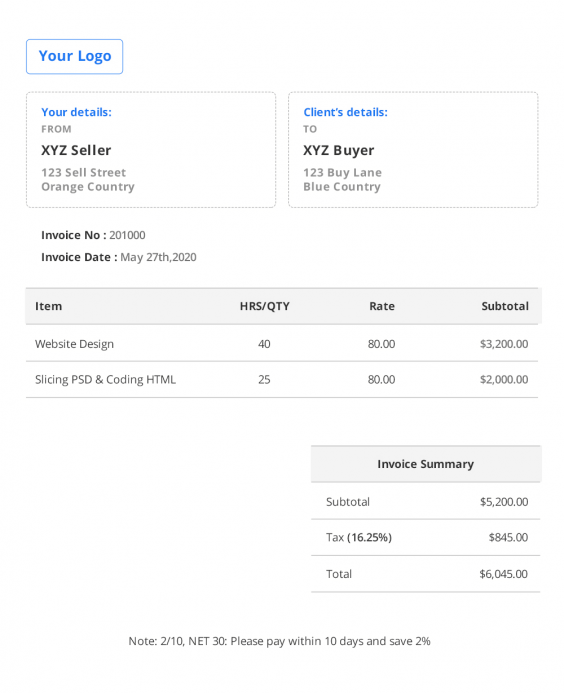 Your Logo
Your details:
FROM
XYZ Seller
123 Sell Street
Orange Country
Client's details:
TO
XYZ Buyer
123 Buy Lane
Blue Country
Invoice No : 201000
Invoice Date : May 27th,2020
Item HRS/QTY Rate Subtotal
Website Design 40 80.00 $3,200.00
Slicing PSD & Coding HTML 25 80.00 $2,000.00
Invoice Summary
Subtotal $5,200.00
Tax (16.25%) $845.00
Total $6,045.00
Note: 2/10, NET 30: Please pay within 10 days and save 2%